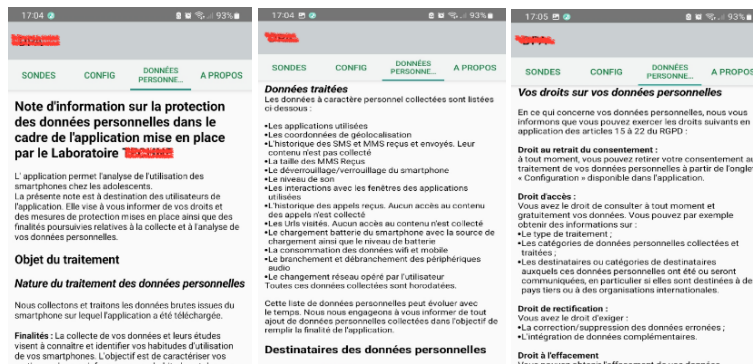 17:04
93%
SONDES
CONFIG
DONNÉES
PERSONNE...
A PROPOS
Note d'information sur la protection
des données personnelles dans le
cadre de l'application mise en place
par le Laboratoire
L' application permet l'analyse de l'utilisation des
smartphones chez les adolescents.
La présente note est à destination des utilisateurs de
l'application. Elle vise à vous informer de vos droits et
des mesures de protection mises en place ainsi que des
finalités poursuivies relatives à la collecte et à l'analyse de
vos données personnelles.
Objet du traitement
Nature du traitement des données personnelles
Nous collectons et traitons les données brutes issues du
smartphone sur lequel l'application a été téléchargée.
Finalités : La collecte de vos données et leurs études
visent à connaître et identifier vos habitudes d'utilisation
de vos smartphones. L'objectif est de caractériser vos
17:04
93%
SONDES
CONFIG
DONNÉES
PERSONNE...
A PROPOS
Données traitées
Les données à caractère personnel collectées sont listées
ci-dessous :
•Les applications utilisées
•Les coordonnées de géolocalisation
•L'historique des SMS et MMS reçus et envoyés. Leur
contenu n'est pas collecté
•La taille des MMS Reçus
•Le déverrouillage/verrouillage du smartphone
•Le niveau de son
•Les interactions avec les fenêtres des applications
utilisées
•L'historique des appels reçus. Aucun accès au contenu
des appels n'est collecté
•Les Urls visités. Aucun accès au contenu n'est collecté
•Le chargement batterie du smartphone avec la source de
chargement ainsi que le niveau de batterie
•La consommation des données wifi et mobile
•Le branchement et débranchement des périphériques
audio
•Le changement réseau opéré par l'utilisateur
Toutes ces données collectées sont horodatées.
Cette liste de données personnelles peut évoluer avec
le temps. Nous nous engageons à vous informer de tout
ajout de données personnelles collectées dans l'objectif de
remplir la finalité de l'application.
Destinataires des données personnelles
17:05
93%
SONDES
CONFIG
DONNÉES
PERSONNE...
A PROPOS
Vos droits sur vos données personnelles
En ce qui concerne vos données personnelles, nous vous
informons que vous pouvez exercer les droits suivants en
application des articles 15 à 22 du RGPD :
Droit au retrait du consentement :
à tout moment, vous pouvez retirer votre consentement au
traitement de vos données personnelles à partir de l'onglet
« Configuration » disponible dans l'application.
Droit d'accès :
Vous avez le droit de consulter à tout moment et
gratuitement vos données. Vous pouvez par exemple
obtenir des informations sur :
•Le type de traitement ;
•Les catégories de données personnelles collectées et
traitées ;
•Les destinataires ou catégories de destinataires
auxquels ces données personnelles ont été ou seront
communiquées, en particulier si elles sont destinées à des
pays tiers ou à des organisations internationales.
Droit de rectification :
Vous avez le droit d'exiger :
•La correction/suppression des données erronées ;
•L'intégration de données complémentaires.
Droit à l'effacement